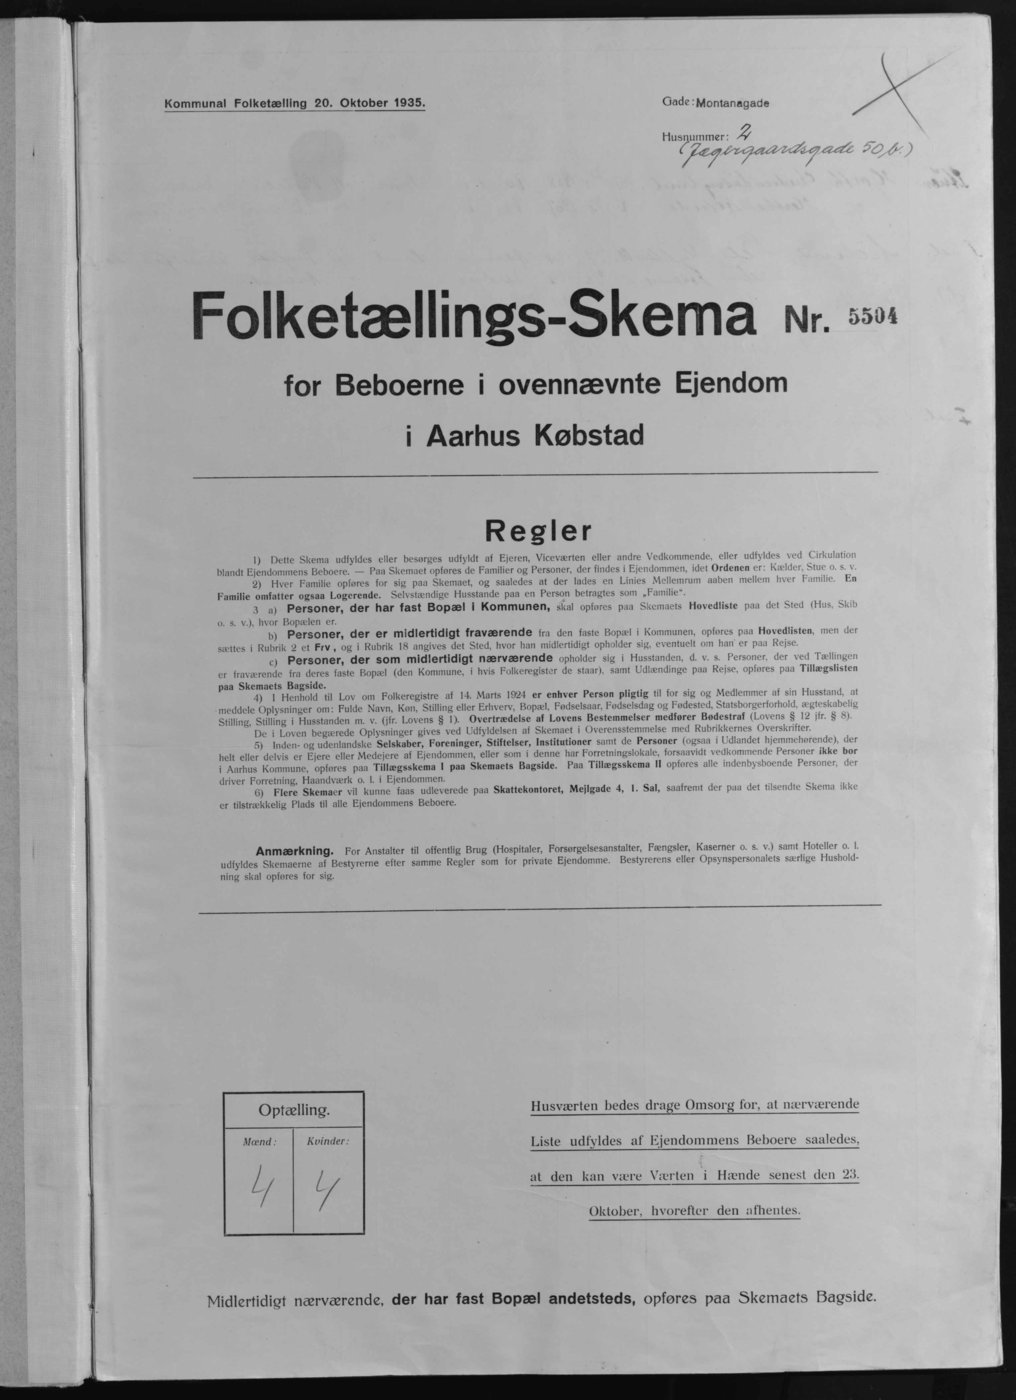 Kommunal Folketælling 20. Oktober 1935.
Gade: Montanagade
Husnummer: 2
(Jægergaardsgade 50, b.)
Folketællings-Skema Nr. 5504
for Beboerne i ovennævnte Ejendom
i Aarhus Købstad
Regler
1) Dette Skema udfyldes eller besørges udfyldt af Ejeren, Viceværten eller andre Vedkommende, eller udfyldes ved Cirkulation
blandt Ejendommens Beboere. — Paa Skemaet opføres de Familier og Personer, der findes i Ejendommen, idet Ordenen er: Kælder, Stue o. s. v.
2) Hver Familie opføres for sig paa Skemaet, og saaledes at der lades en Linies Mellemrum aaben mellem hver Familie. En
Familie omfatter ogsaa Logerende. Selvstændige Husstande paa en Person betragtes som „Familie“.
3 a) Personer, der har fast Bopæl i Kommunen, skal opføres paa Skemaets Hovedliste paa det Sted (Hus, Skib
o. s. v.), hvor Bopælen er.
b) Personer, der er midlertidigt fraværende fra den faste Bopæl i Kommunen, opføres paa Hovedlisten, men der
sættes i Rubrik 2 et Frv., og i Rubrik 18 angives det Sted, hvor han midlertidigt opholder sig, eventuelt om han er paa Rejse.
c) Personer, der som midlertidigt nærværende opholder sig i Husstanden, d. v. s. Personer, der ved Tællingen
er fraværende fra deres faste Bopæl (den Kommune, i hvis Folkeregister de staar), samt Udlændinge paa Rejse, opføres paa Tillægslisten
paa Skemaets Bagside.
4) I Henhold til Lov om Folkeregistre af 14. Marts 1924 er enhver Person pligtig til for sig og Medlemmer af sin Husstand, at
meddele Oplysninger om: Fulde Navn, Køn, Stilling eller Erhverv, Bopæl, Fødselsaar, Fødselsdag og Fødested, Statsborgerforhold, ægteskabelig
Stilling, Stilling i Husstanden m. v. (jfr. Lovens § 1). Overtrædelse af Lovens Bestemmelser medfører Bødestraf (Lovens § 12 jfr. § 8).
De i Loven begærede Oplysninger gives ved Udfyldelsen af Skemaet i Overensstemmelse med Rubrikkernes Overskrifter.
5) Inden- og udenlandske Selskaber, Foreninger, Stiftelser, Institutioner samt de Personer (ogsaa i Udlandet hjemmehørende), der
helt eller delvis er Ejere eller Medejere af Ejendommen, eller som i denne har Forretningslokale, forsaavidt vedkommende Personer ikke bor
i Aarhus Kommune, opføres paa Tillægsskema I paa Skemaets Bagside. Paa Tillægsskema II opføres alle indenbysboende Personer, der
driver Forretning, Haandværk o. l. i Ejendommen.
6) Flere Skemaer vil kunne faas udleverede paa Skattekontoret, Mejlgade 4, 1. Sal, saafremt der paa det tilsendte Skema ikke
er tilstrækkelig Plads til alle Ejendommens Beboere.
Anmærkning. For Anstalter til offentlig Brug (Hospitaler, Forsørgelsesanstalter, Fængsler, Kaserner o. s. v.) samt Hoteller o. l.
udfyldes Skemaerne af Bestyrerne efter samme Regler som for private Ejendomme. Bestyrerens eller Opsynspersonalets særlige Hushold-
ning skal opføres for sig.
Optælling.
Mænd: Kvinder:
4 4
Husværten bedes drage Omsorg for, at nærværende
Liste udfyldes af Ejendommens Beboere saaledes,
at den kan være Værten i Hænde senest den 23.
Oktober, hvorefter den afhentes.
Midlertidigt nærværende, der har fast Bopæl andetsteds, opføres paa Skemaets Bagside.